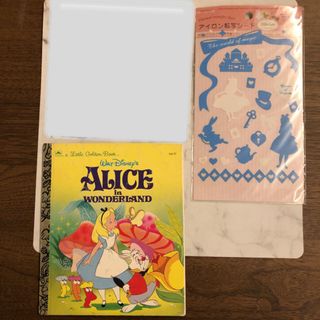 アイロン転写シート
The world of magic
a Little Golden Book
WALT DISNEY'S
ALICE
in
WONDERLAND